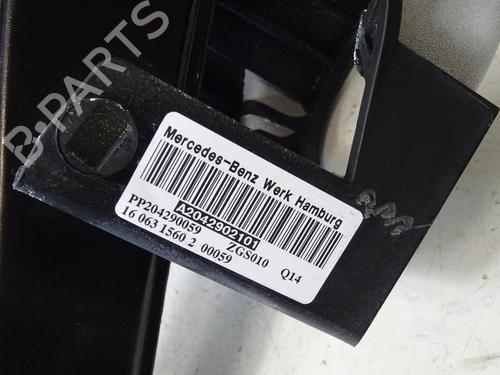 B-PARTS
Mercedes-Benz Werk Hamburg
A2042902101
PP204290059 ZGS010 Q14
16 063 1560 2 00059